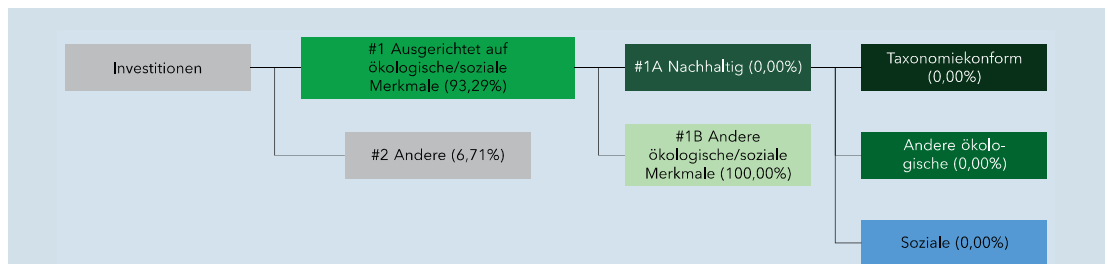 Investitionen
#1 Ausgerichtet auf
ökologische/soziale
Merkmale (93,29%)
#2 Andere (6,71%)
#1A Nachhaltig (0,00%)
#1B Andere
ökologische/soziale
Merkmale (100,00%)
Taxonomiekonform
(0,00%)
Andere ökolo-
gische (0,00%)
Soziale (0,00%)